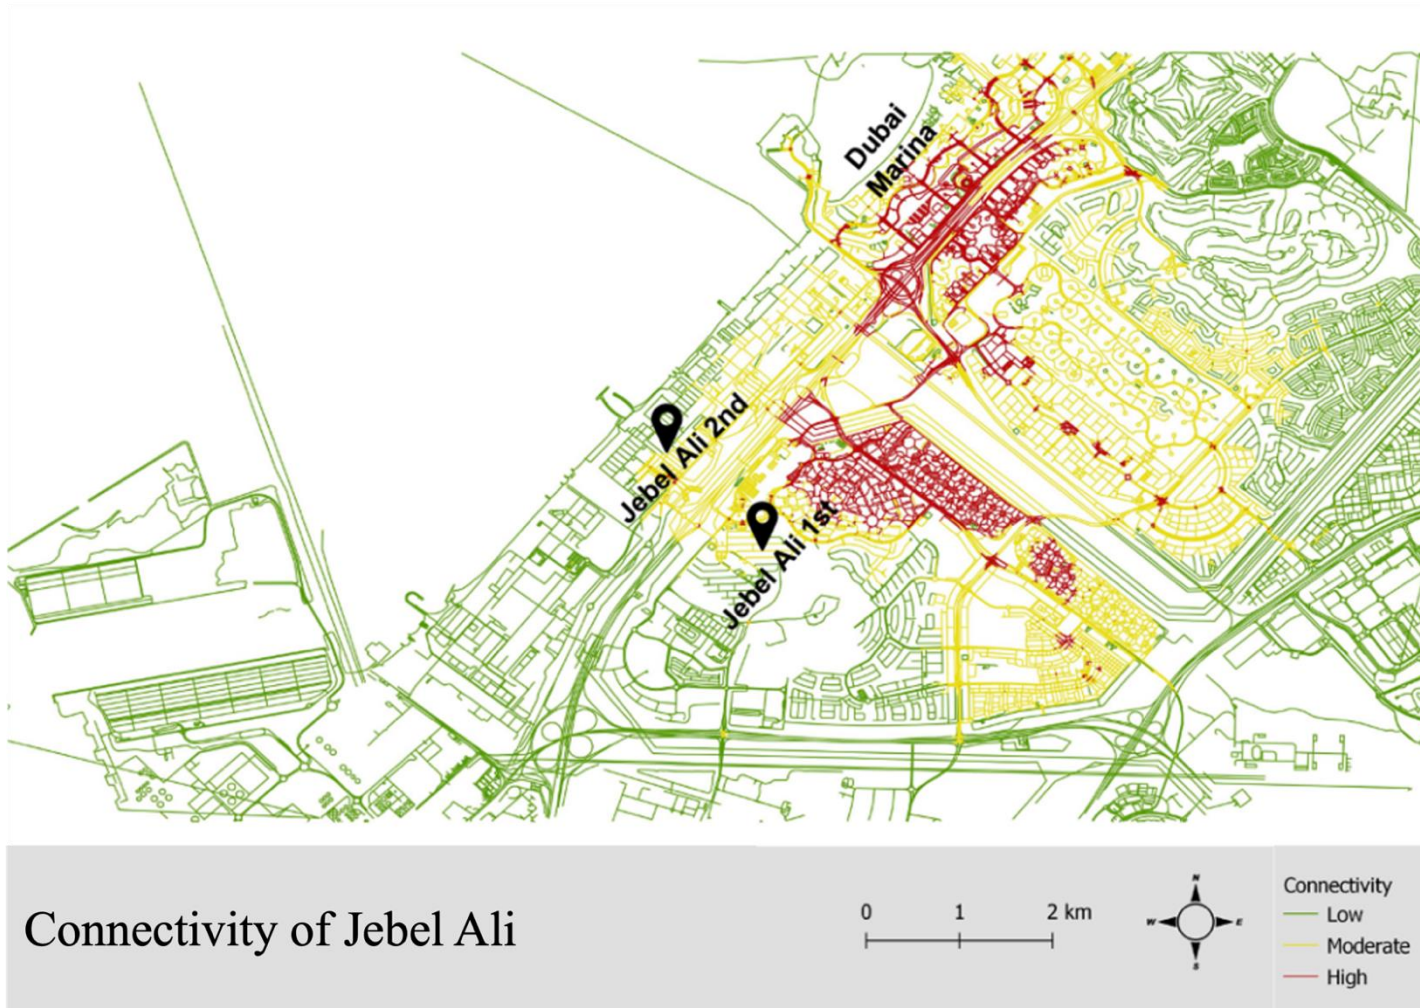 Dubai
Marina
Jebel Ali 2nd
Jebel Ali 1st
Connectivity of Jebel Ali
0 1 2 km
N
W E
S
Connectivity
Low
Moderate
High